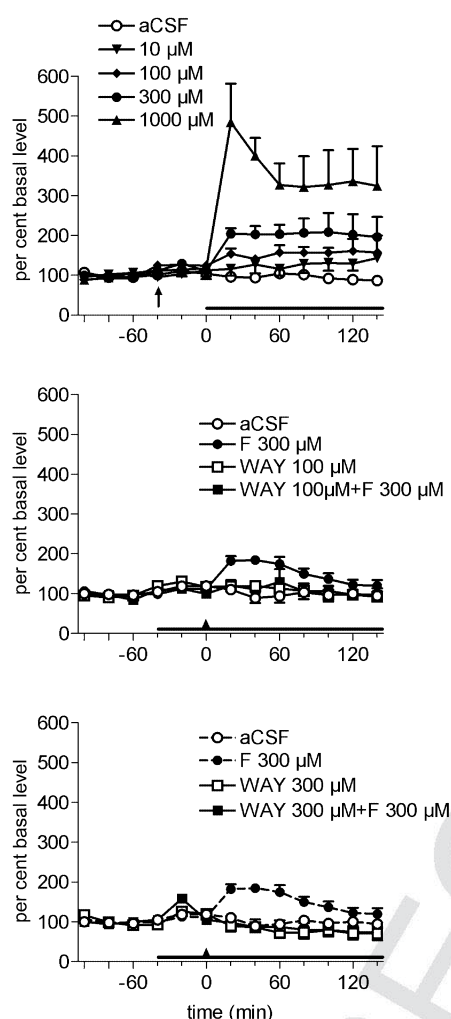 aCSF
10 µM
100 µM
300 µM
1000 µM
per cent basal level
600
500
400
300
200
100
0
-60 0 60 120
aCSF
F 300 µM
WAY 100 µM
WAY 100µM+F 300 µM
per cent basal level
600
500
400
300
200
100
0
-60 0 60 120
aCSF
F 300 µM
WAY 300 µM
WAY 300 µM+F 300 µM
per cent basal level
600
500
400
300
200
100
0
-60 0 60 120
time (min)